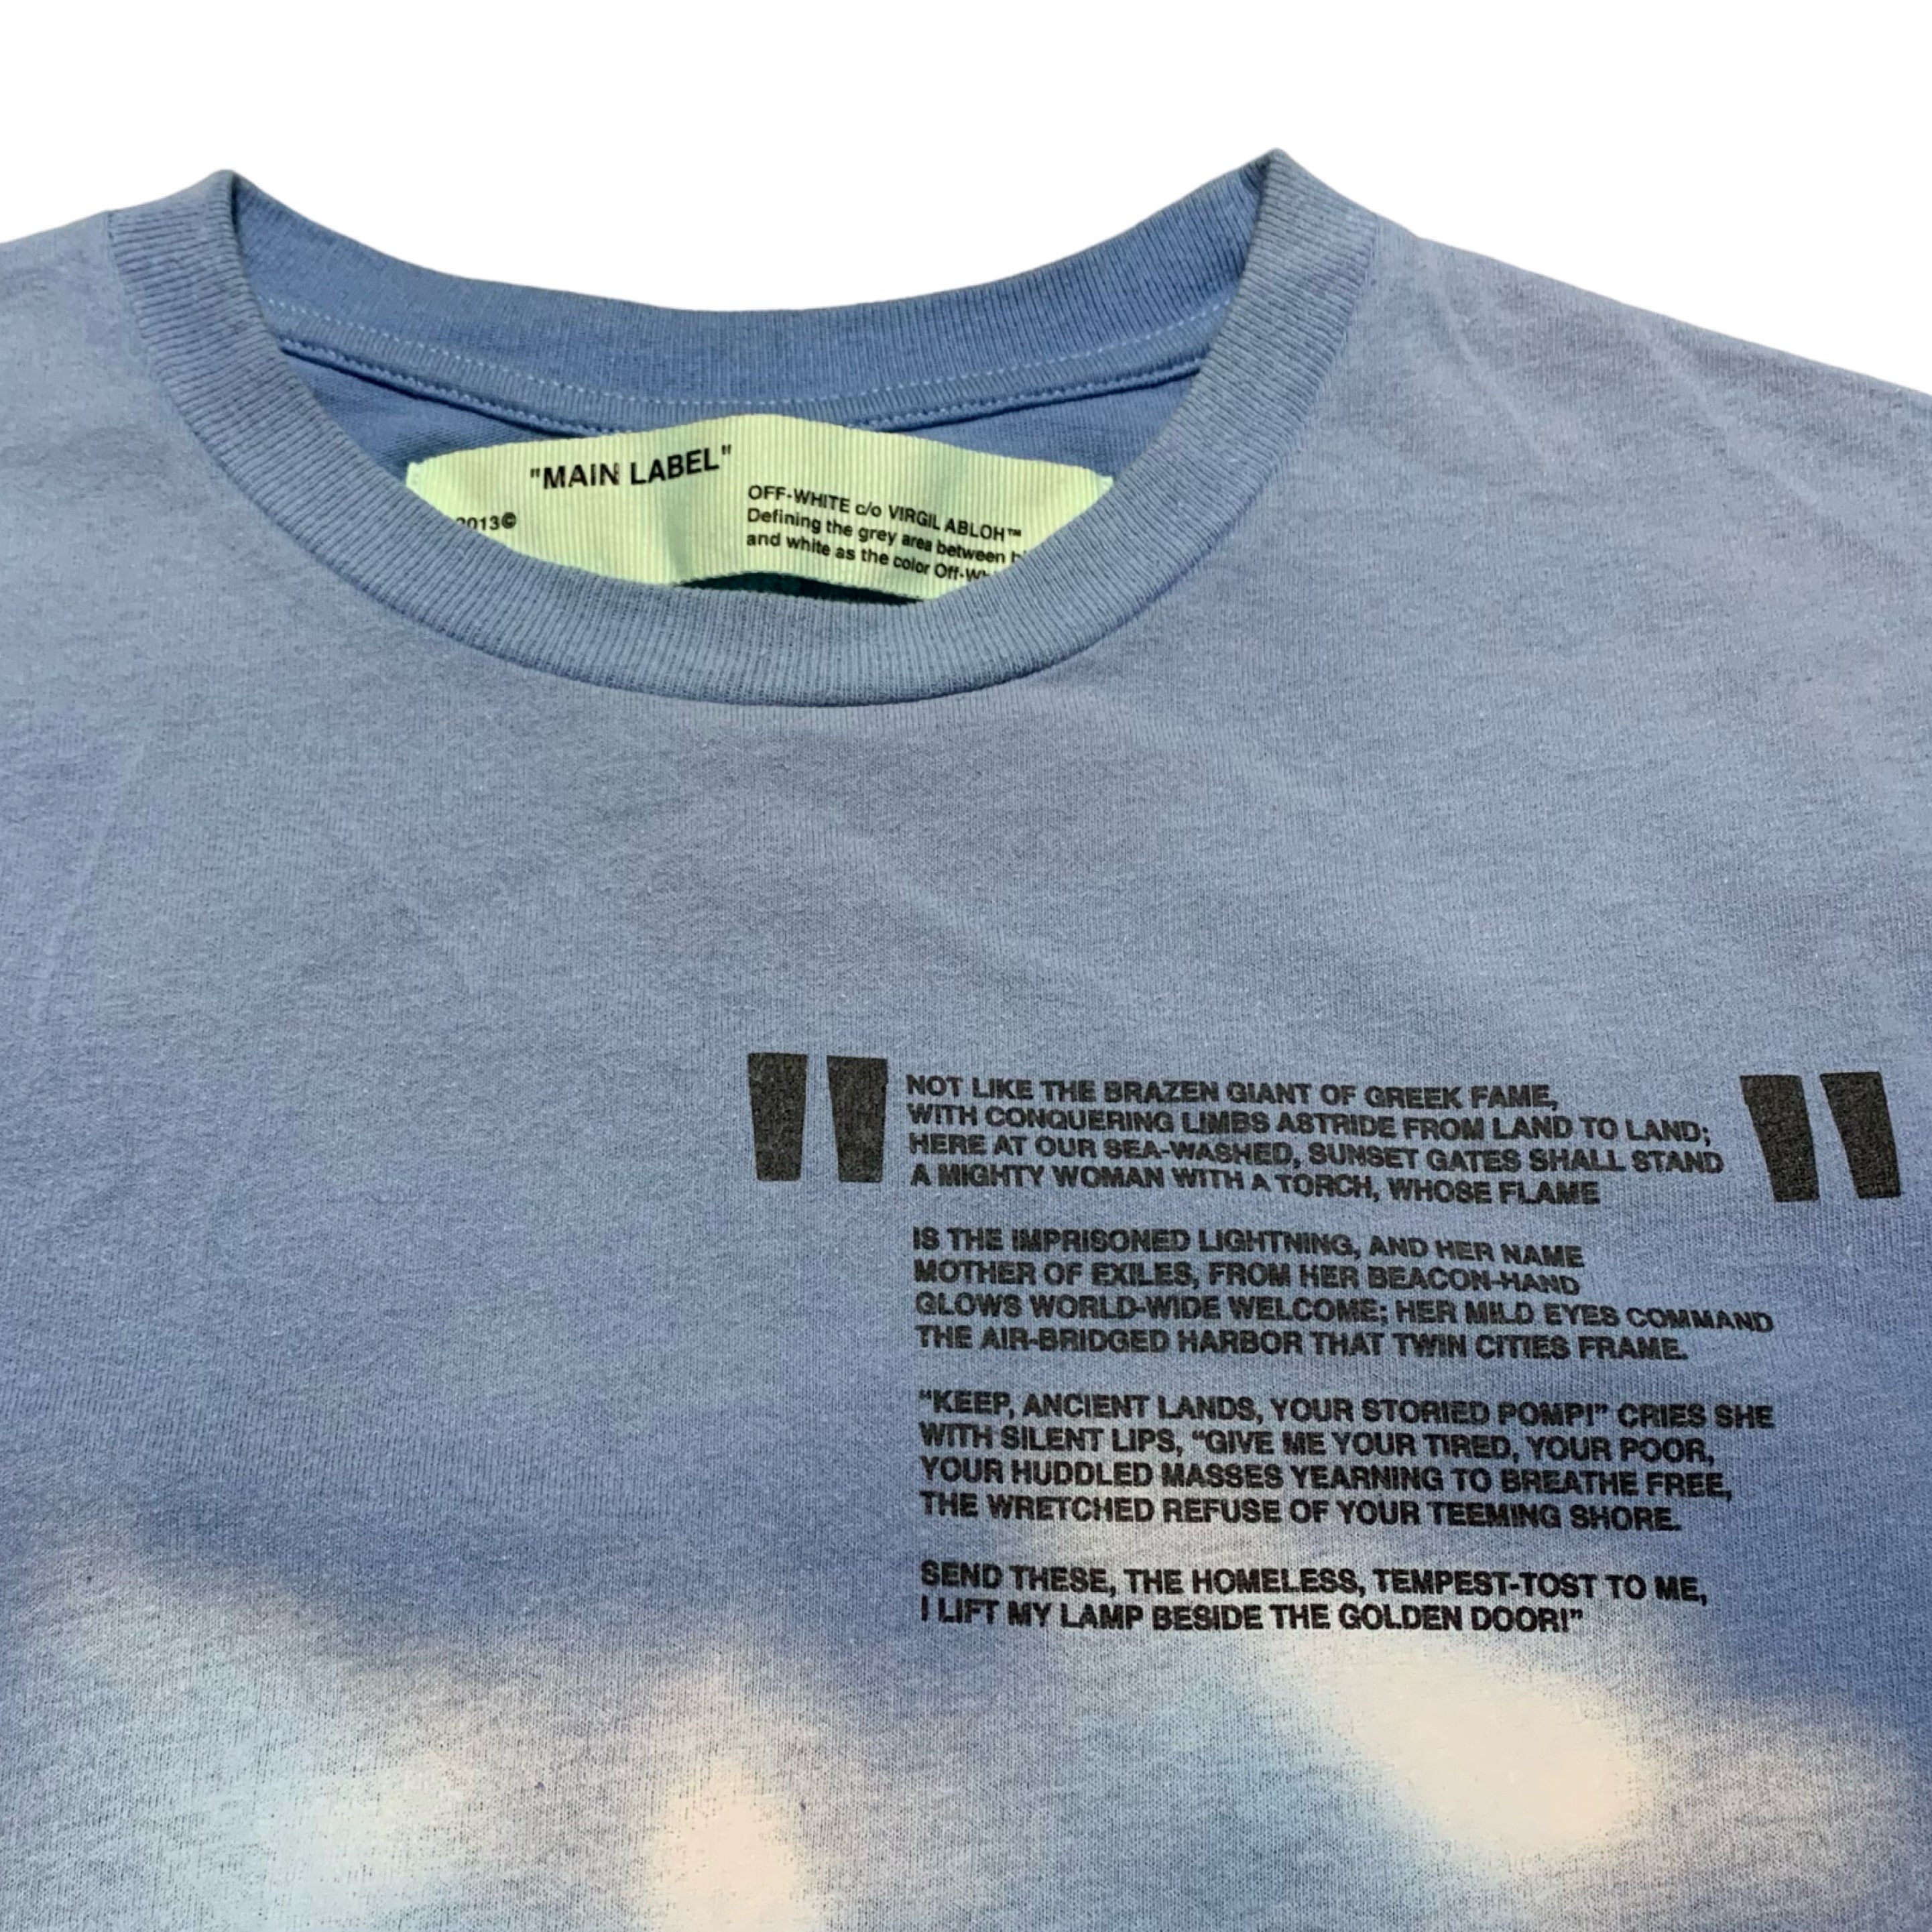 "MAIN LABEL"
2013©
OFF-WHITE c/o VIRGIL ABLOH™
Defining the grey area between
and white as the color
" NOT LIKE THE BRAZEN GIANT OF GREEK FAME, "
WITH CONQUERING LIMBS ASTRIDE FROM LAND TO LAND;
HERE AT OUR SEA-WASHED, SUNSET GATES SHALL STAND
A MIGHTY WOMAN WITH A TORCH, WHOSE FLAME
IS THE IMPRISONED LIGHTNING, AND HER NAME
MOTHER OF EXILES, FROM HER BEACON-HAND
GLOWS WORLD-WIDE WELCOME; HER MILD EYES COMMAND
THE AIR-BRIDGED HARBOR THAT TWIN CITIES FRAME.
“KEEP, ANCIENT LANDS, YOUR STORIED POMP!” CRIES SHE
WITH SILENT LIPS, “GIVE ME YOUR TIRED, YOUR POOR,
YOUR HUDDLED MASSES YEARNING TO BREATHE FREE,
THE WRETCHED REFUSE OF YOUR TEEMING SHORE.
SEND THESE, THE HOMELESS, TEMPEST-TOST TO ME,
I LIFT MY LAMP BESIDE THE GOLDEN DOOR!”